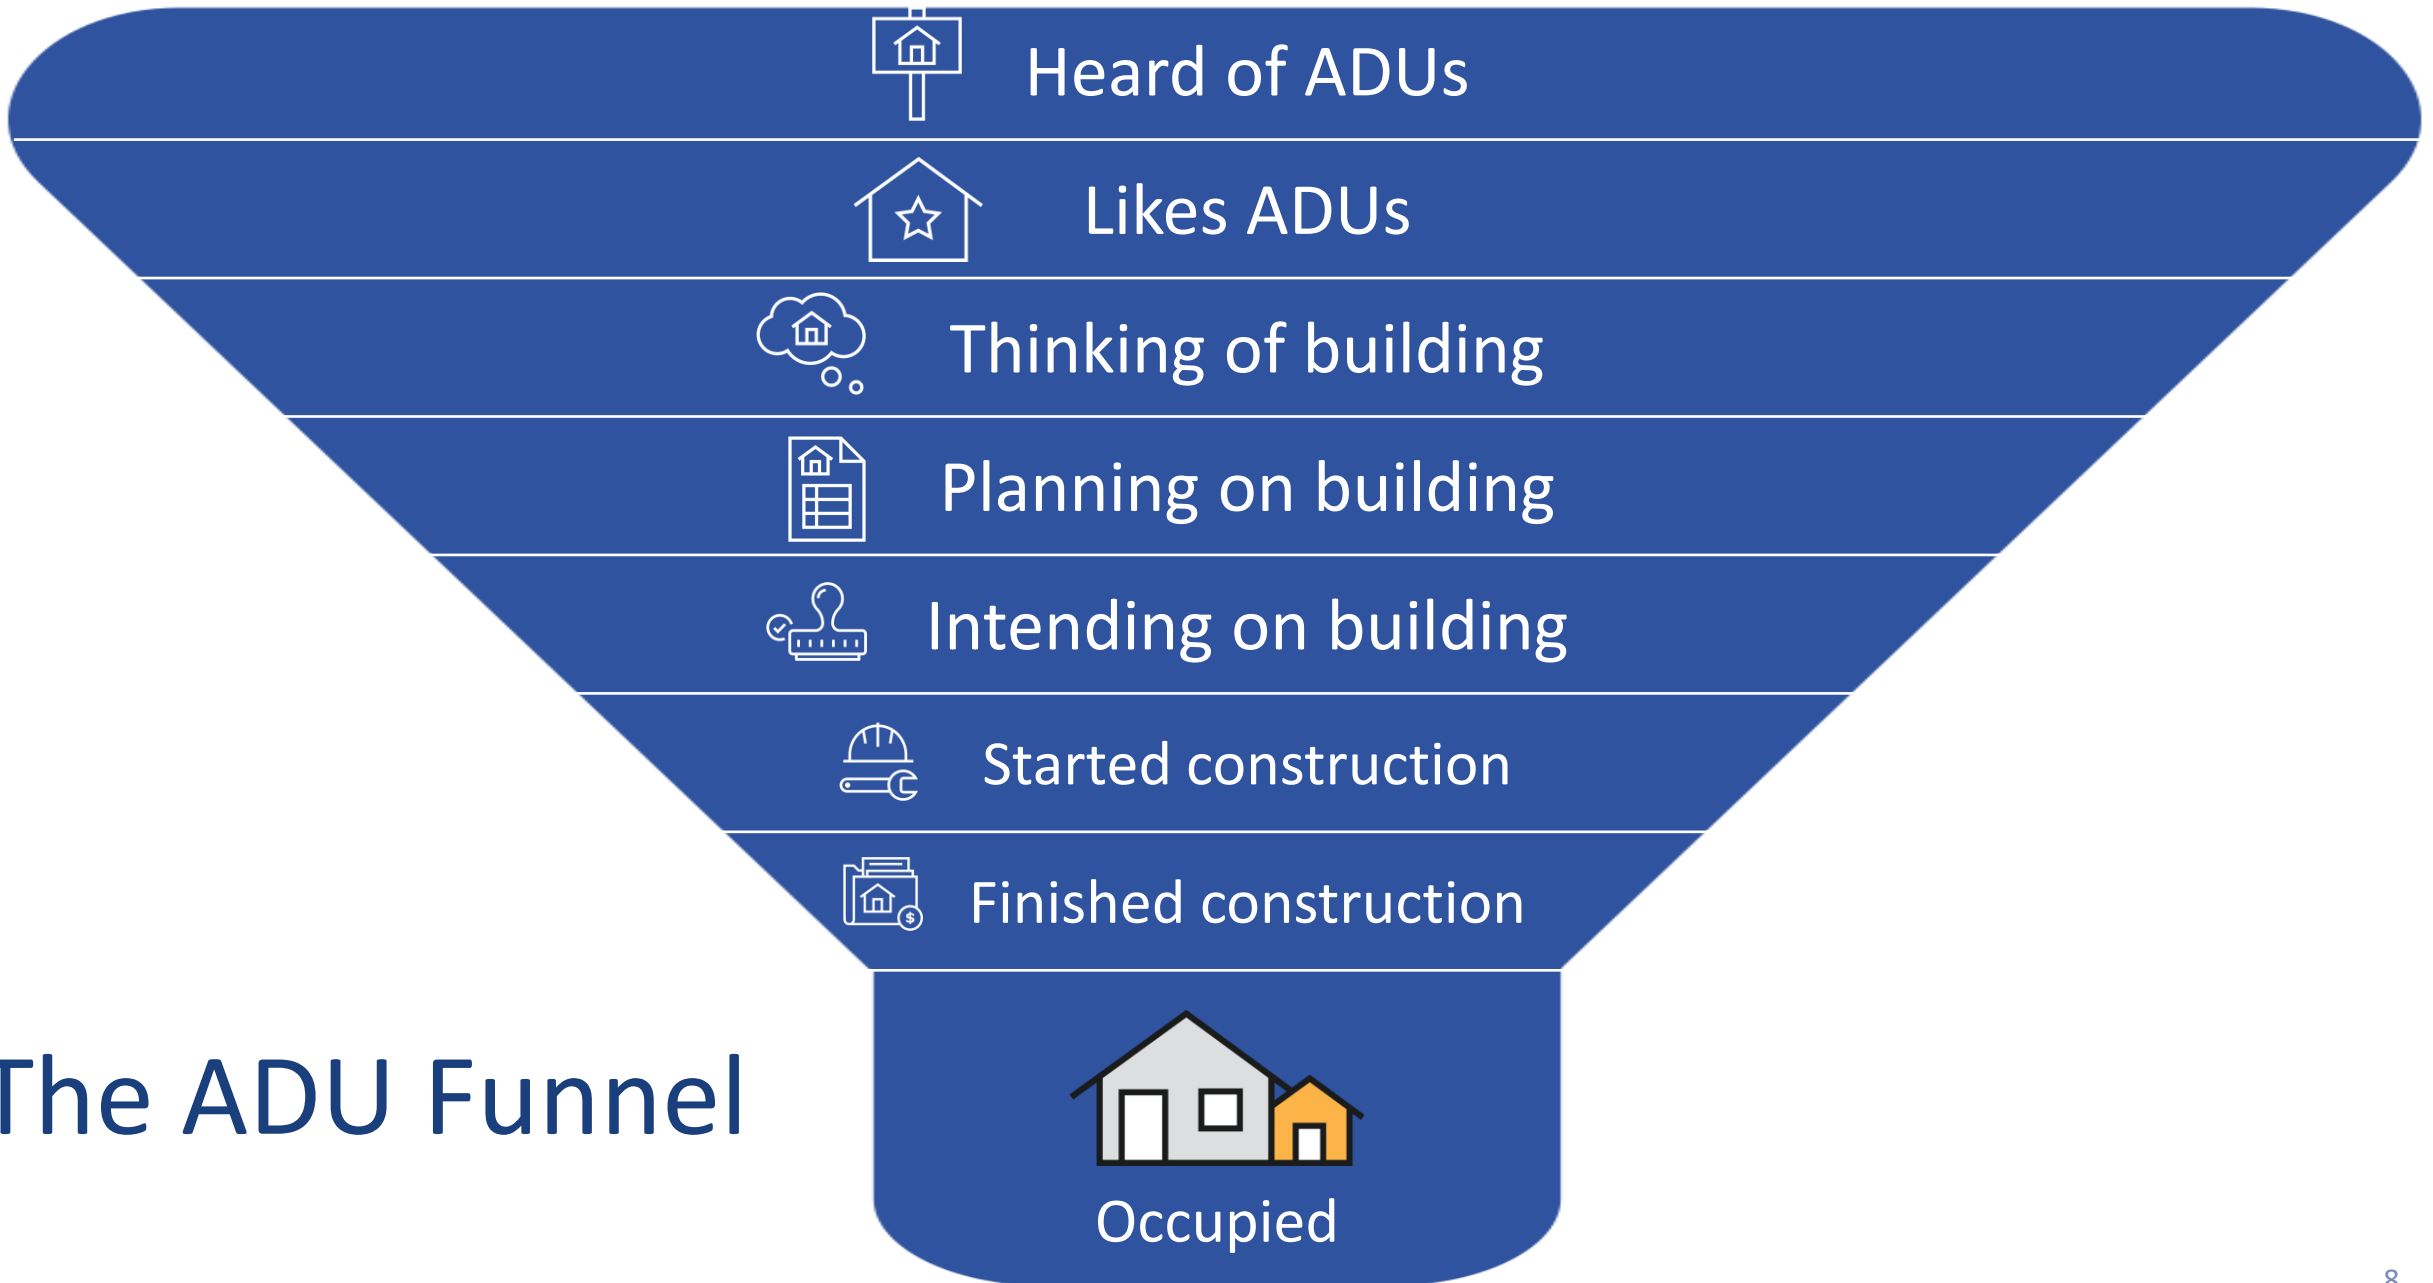 Heard of ADUs
Likes ADUs
Thinking of building
Planning on building
Intending on building
Started construction
$
Finished construction
The ADU Funnel
Occupied
8